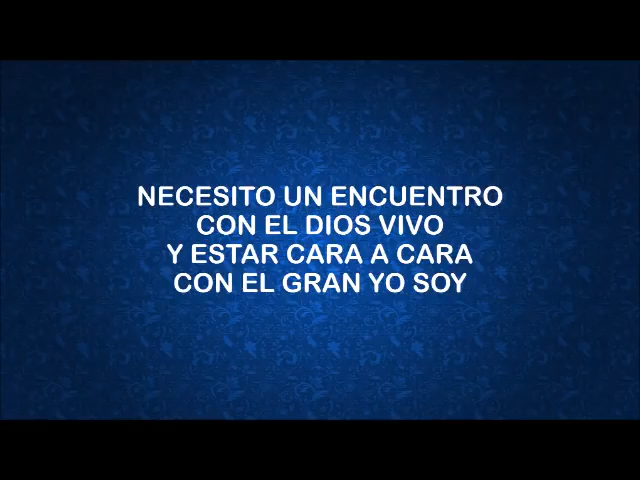 NECESITO UN ENCUENTRO
CON EL DIOS VIVO
Y ESTAR CARA A CARA
CON EL GRAN YO SOY